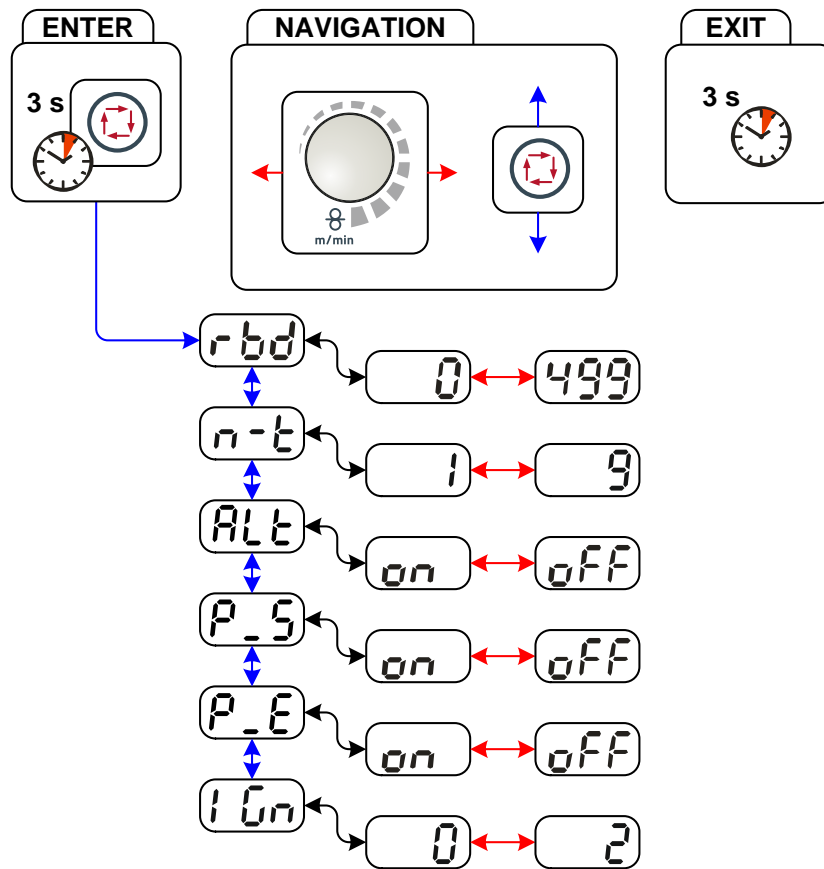 ENTER NAVIGATION EXIT
3 s 3 s
m/min
rbd 0 499
n-t 1 9
ALt on oFF
P_S on oFF
P_E on oFF
IGn 0 2